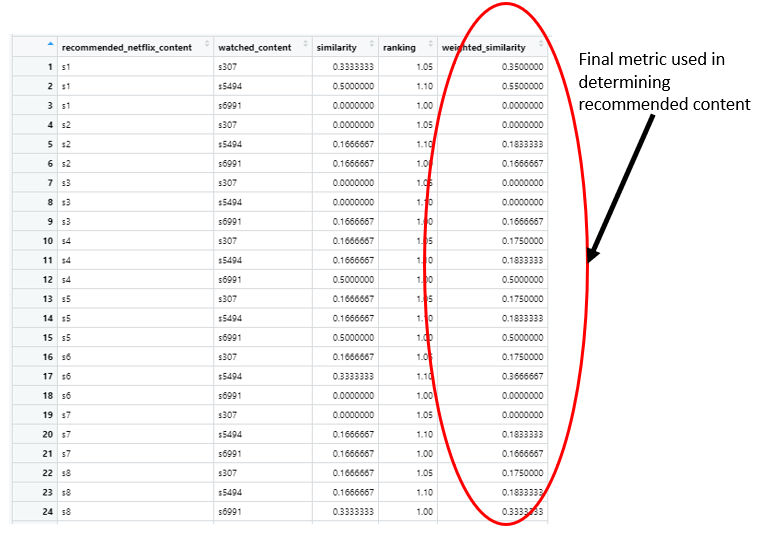 recommended_netflix_content watched_content similarity ranking weighted_similarity
1 s1 s307 0.3333333 1.05 0.3500000
2 s1 s5494 0.5000000 1.10 0.5500000
3 s1 s6991 0.0000000 1.00 0.0000000
4 s2 s307 0.0000000 1.05 0.0000000
5 s2 s5494 0.1666667 1.10 0.1833333
6 s2 s6991 0.1666667 1.00 0.1666667
7 s3 s307 0.0000000 1.05 0.0000000
8 s3 s5494 0.0000000 1.10 0.0000000
9 s3 s6991 0.1666667 1.00 0.1666667
10 s4 s307 0.1666667 1.05 0.1750000
11 s4 s5494 0.1666667 1.10 0.1833333
12 s4 s6991 0.5000000 1.00 0.5000000
13 s5 s307 0.1666667 1.05 0.1750000
14 s5 s5494 0.1666667 1.10 0.1833333
15 s5 s6991 0.5000000 1.00 0.5000000
16 s6 s307 0.1666667 1.05 0.1750000
17 s6 s5494 0.3333333 1.10 0.3666667
18 s6 s6991 0.0000000 1.00 0.0000000
19 s7 s307 0.0000000 1.05 0.0000000
20 s7 s5494 0.1666667 1.10 0.1833333
21 s7 s6991 0.1666667 1.00 0.1666667
22 s8 s307 0.1666667 1.05 0.1750000
23 s8 s5494 0.1666667 1.10 0.1833333
24 s8 s6991 0.3333333 1.00 0.3333333
Final metric used in
determining
recommended content